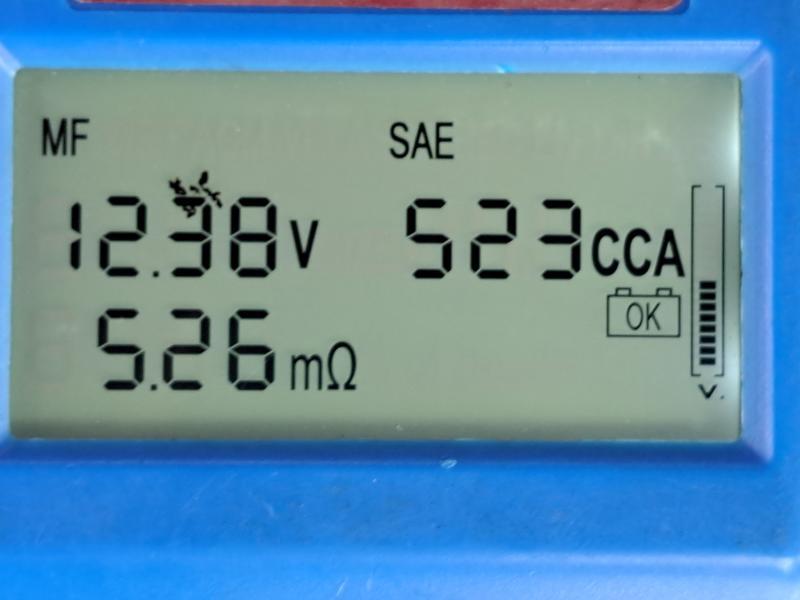 MF SAE
12.38 V 523 CCA
OK
5.26 mΩ
V.